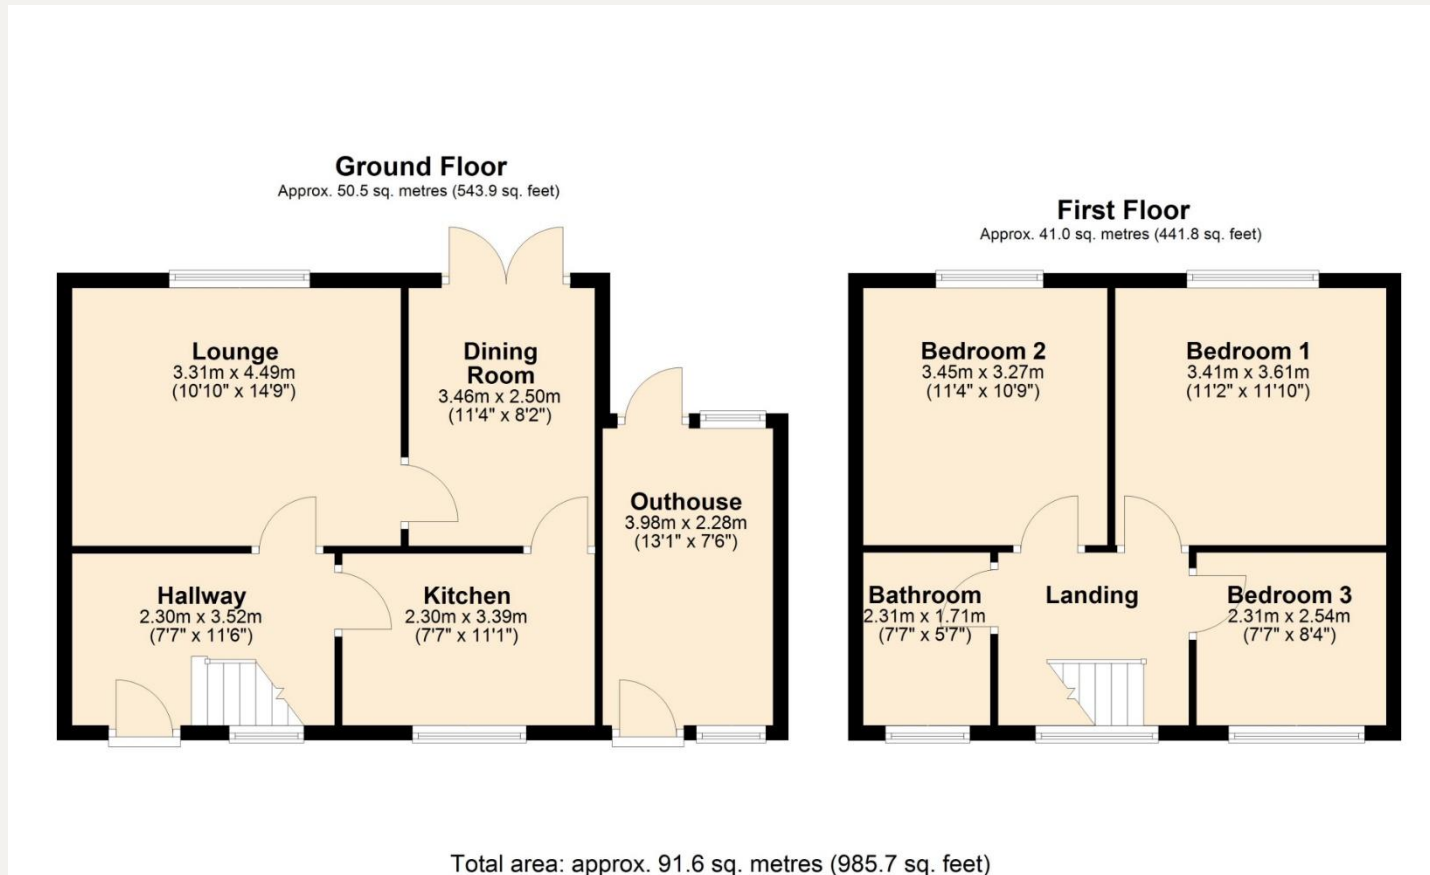 Ground Floor
Approx. 50.5 sq. metres (543.9 sq. feet)
First Floor
Approx. 41.0 sq. metres (441.8 sq. feet)
Lounge
3.31m x 4.49m
(10'10" x 14'9")
Dining
Room
3.46m x 2.50m
(11'4" x 8'2")
Outhouse
3.98m x 2.28m
(13'1" x 7'6")
Hallway
2.30m x 3.52m
(7'7" x 11'6")
Kitchen
2.30m x 3.39m
(7'7" x 11'1")
Bedroom 2
3.45m x 3.27m
(11'4" x 10'9")
Bedroom 1
3.41m x 3.61m
(11'2" x 11'10")
Bathroom
2.31m x 1.71m
(7'7" x 5'7")
Landing
Bedroom 3
2.31m x 2.54m
(7'7" x 8'4")
Total area: approx. 91.6 sq. metres (985.7 sq. feet)